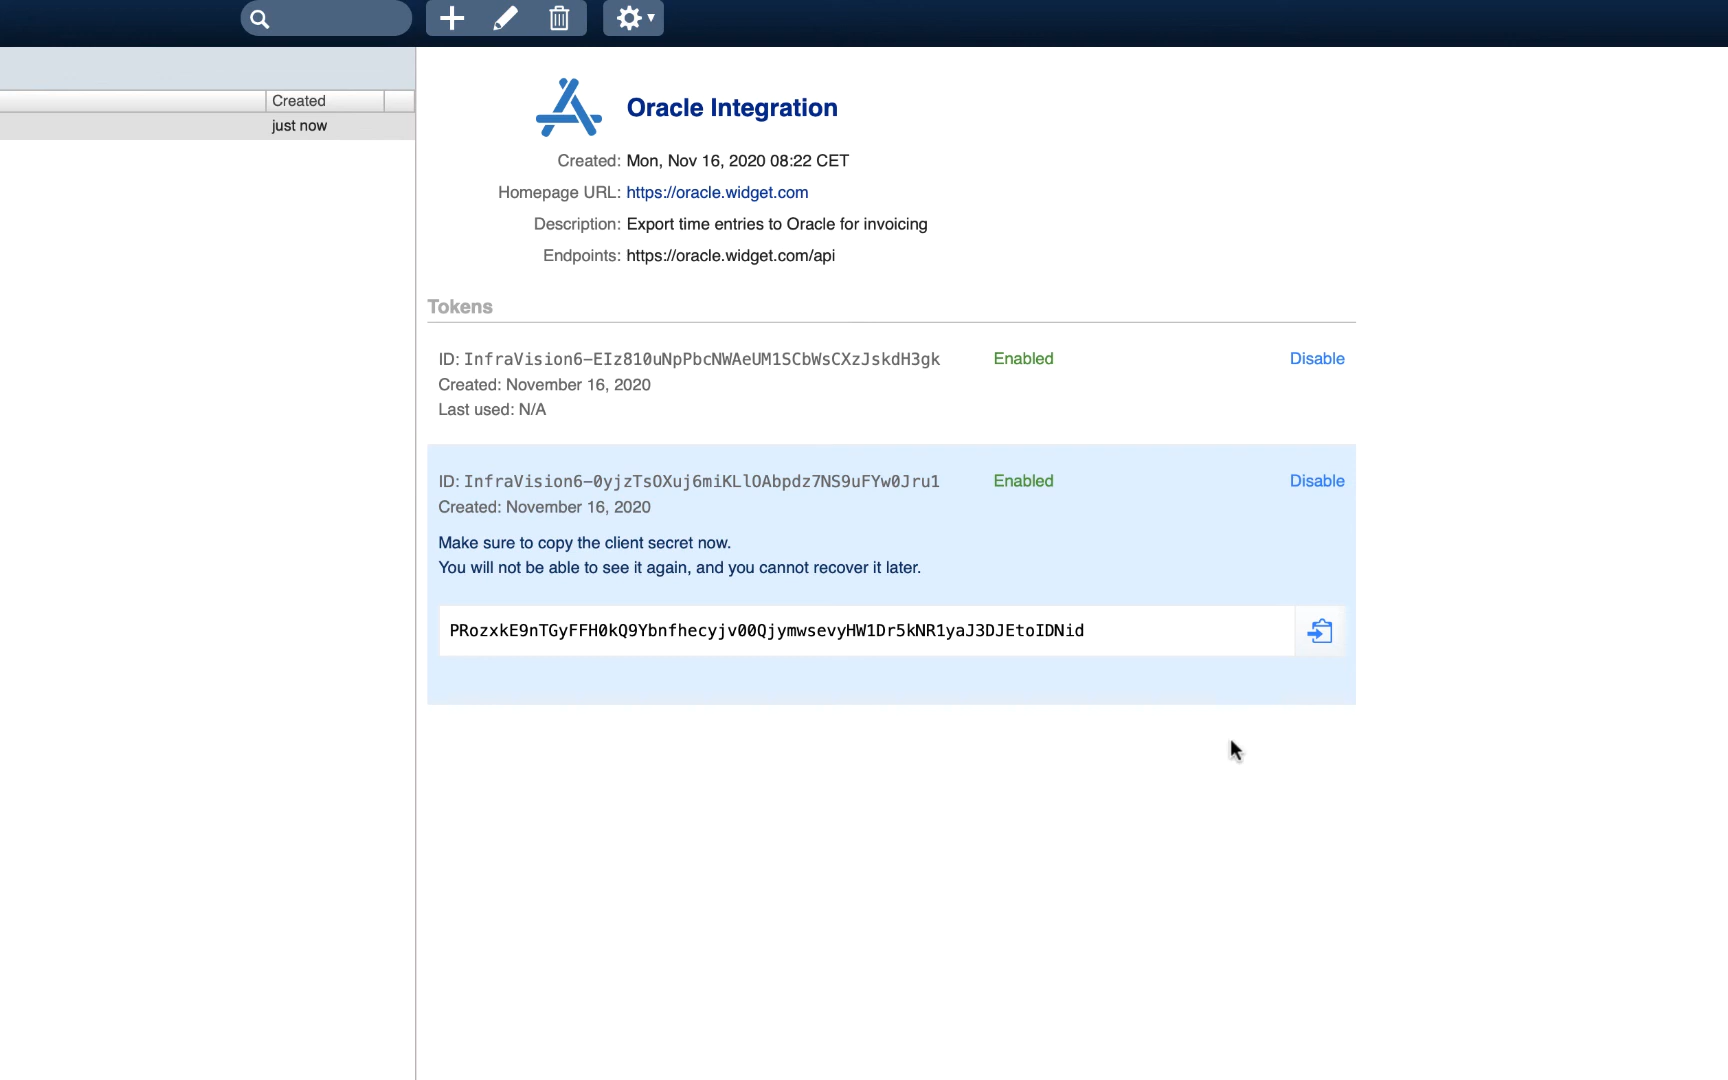 Created
just now
Oracle Integration
Created: Mon, Nov 16, 2020 08:22 CET
Homepage URL: https://oracle.widget.com
Description: Export time entries to Oracle for invoicing
Endpoints: https://oracle.widget.com/api
Tokens
ID: InfraVision6-EIz810uNpPbcNWAeUM1SCbWsCXzJskdH3gk Enabled Disable
Created: November 16, 2020
Last used: N/A
ID: InfraVision6-0yjzTsOXuj6miKLlOAbpdz7NS9uFYw0Jru1 Enabled Disable
Created: November 16, 2020
Make sure to copy the client secret now.
You will not be able to see it again, and you cannot recover it later.
PRozxkE9nTGyFFH0kQ9Ybnfhecyjv00QjymwsevyHW1Dr5kNR1yaJ3DJEtoIDNid